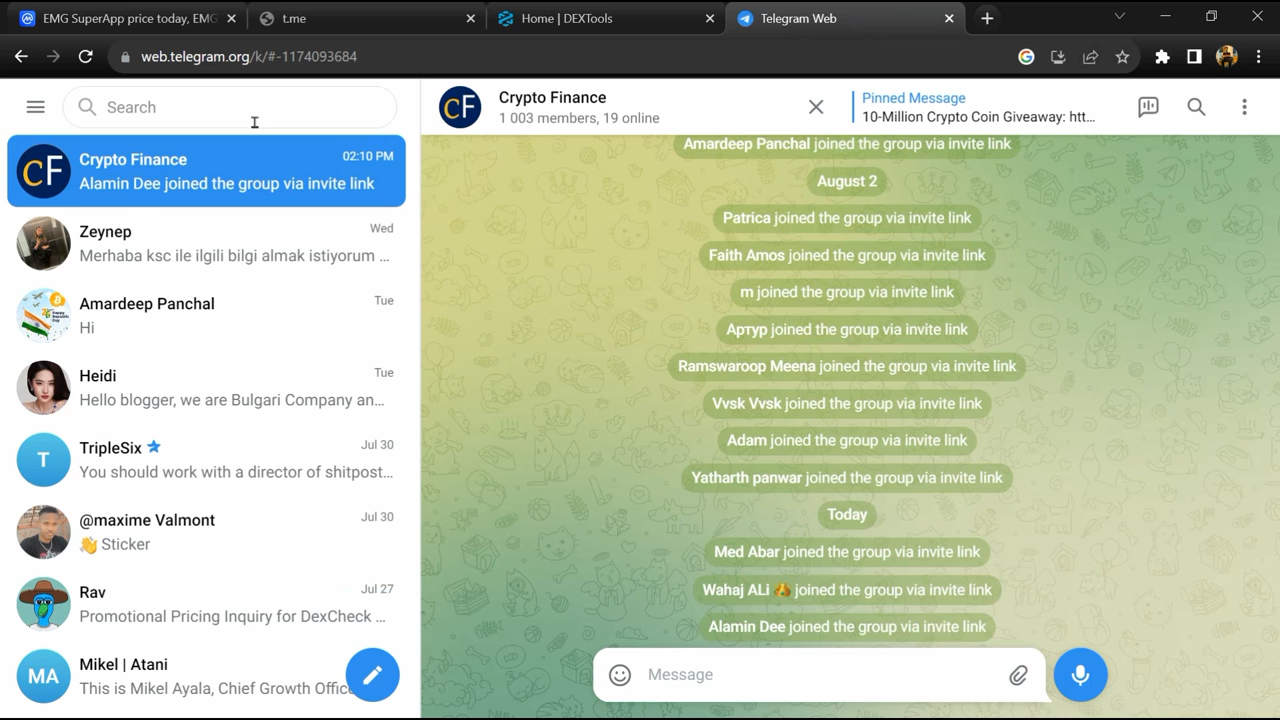 EMG SuperApp price today, EMG
t.me
Home | DEXTools
Telegram Web
web.telegram.org/k/#-1174093684
Search
CF
Crypto Finance
1 003 members, 19 online
Pinned Message
10-Million Crypto Coin Giveaway: htt...
CF
Crypto Finance
02:10 PM
Alamin Dee joined the group via invite link
Zeynep
Wed
Merhaba ksc ile ilgili bilgi almak istiyorum ...
Amardeep Panchal
Tue
Hi
Heidi
Tue
Hello blogger, we are Bulgari Company an...
T
TripleSix
Jul 30
You should work with a director of shitpost...
@maxime Valmont
Jul 30
👋 Sticker
Rav
Jul 27
Promotional Pricing Inquiry for DexCheck ...
MA
Mikel | Atani
This is Mikel Ayala, Chief Growth Offic
Amardeep Panchal joined the group via invite link
August 2
Patrica joined the group via invite link
Faith Amos joined the group via invite link
m joined the group via invite link
Артур joined the group via invite link
Ramswaroop Meena joined the group via invite link
Vvsk Vvsk joined the group via invite link
Adam joined the group via invite link
Yatharth panwar joined the group via invite link
Today
Med Abar joined the group via invite link
Wahaj ALi joined the group via invite link
Alamin Dee joined the group via invite link
Message